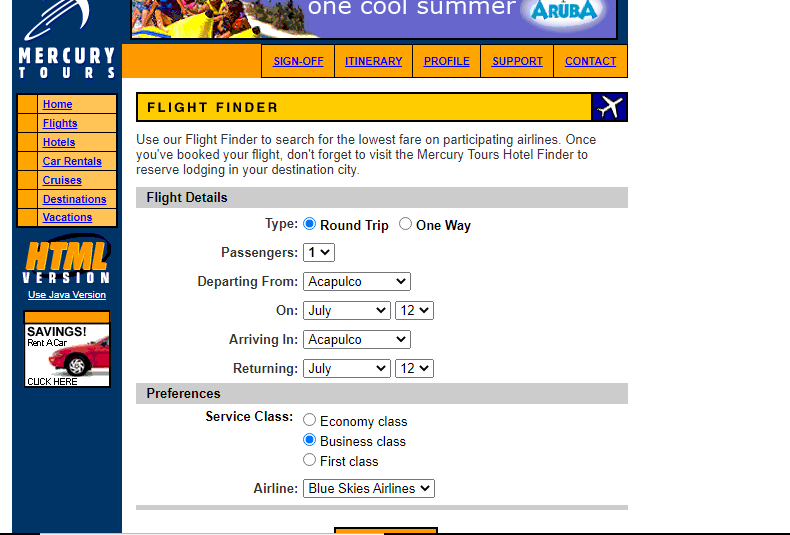 one cool summer ARUBA
MERCURY
TOURS
SIGN-OFF ITINERARY PROFILE SUPPORT CONTACT
Home
Flights
Hotels
Car Rentals
Cruises
Destinations
Vacations
HTML
VERSION
Use Java Version
SAVINGS!
Rent A Car
CLICK HERE
FLIGHT FINDER
Use our Flight Finder to search for the lowest fare on participating airlines. Once
you've booked your flight, don't forget to visit the Mercury Tours Hotel Finder to
reserve lodging in your destination city.
Flight Details
Type: Round Trip One Way
Passengers: 1
Departing From: Acapulco
On: July 12
Arriving In: Acapulco
Returning: July 12
Preferences
Service Class: Economy class
Business class
First class
Airline: Blue Skies Airlines